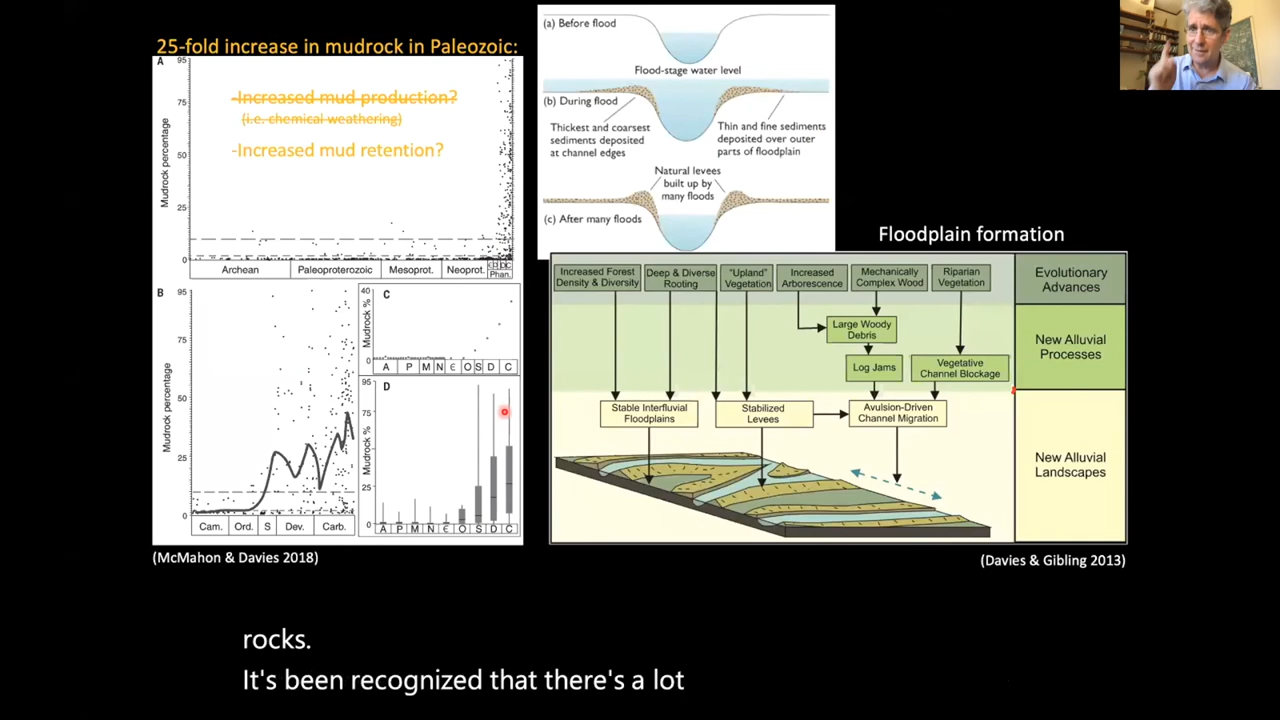 25-fold increase in mudrock in Paleozoic:
A
-Increased mud production?
(i.e. chemical weathering)
-Increased mud retention?
Mudrock percentage
95
75
50
25
0
Archean
Paleoproterozoic
Mesoprot.
Neoprot.
Phan.
B
Mudrock percentage
95
75
50
25
0
Cam.
Ord.
S
Dev.
Carb.
C
Mudrock %
40
0
A P M N Є O S D C
D
Mudrock %
95
75
50
25
0
A P M N Є O S D C
(McMahon & Davies 2018)
(a) Before flood
Flood-stage water level
(b) During flood
Thickest and coarsest
sediments deposited
at channel edges
Thin and fine sediments
deposited over outer
parts of floodplain
Natural levees
built up by
many floods
(c) After many floods
Floodplain formation
Increased Forest
Density & Diversity
Deep & Diverse
Rooting
"Upland"
Vegetation
Increased
Arborescence
Mechanically
Complex Wood
Riparian
Vegetation
Evolutionary
Advances
Large Woody
Debris
Log Jams
Vegetative
Channel Blockage
New Alluvial
Processes
Stable Interfluvial
Floodplains
Stabilized
Levees
Avulsion-Driven
Channel Migration
New Alluvial
Landscapes
(Davies & Gibling 2013)
rocks.
It's been recognized that there's a lot